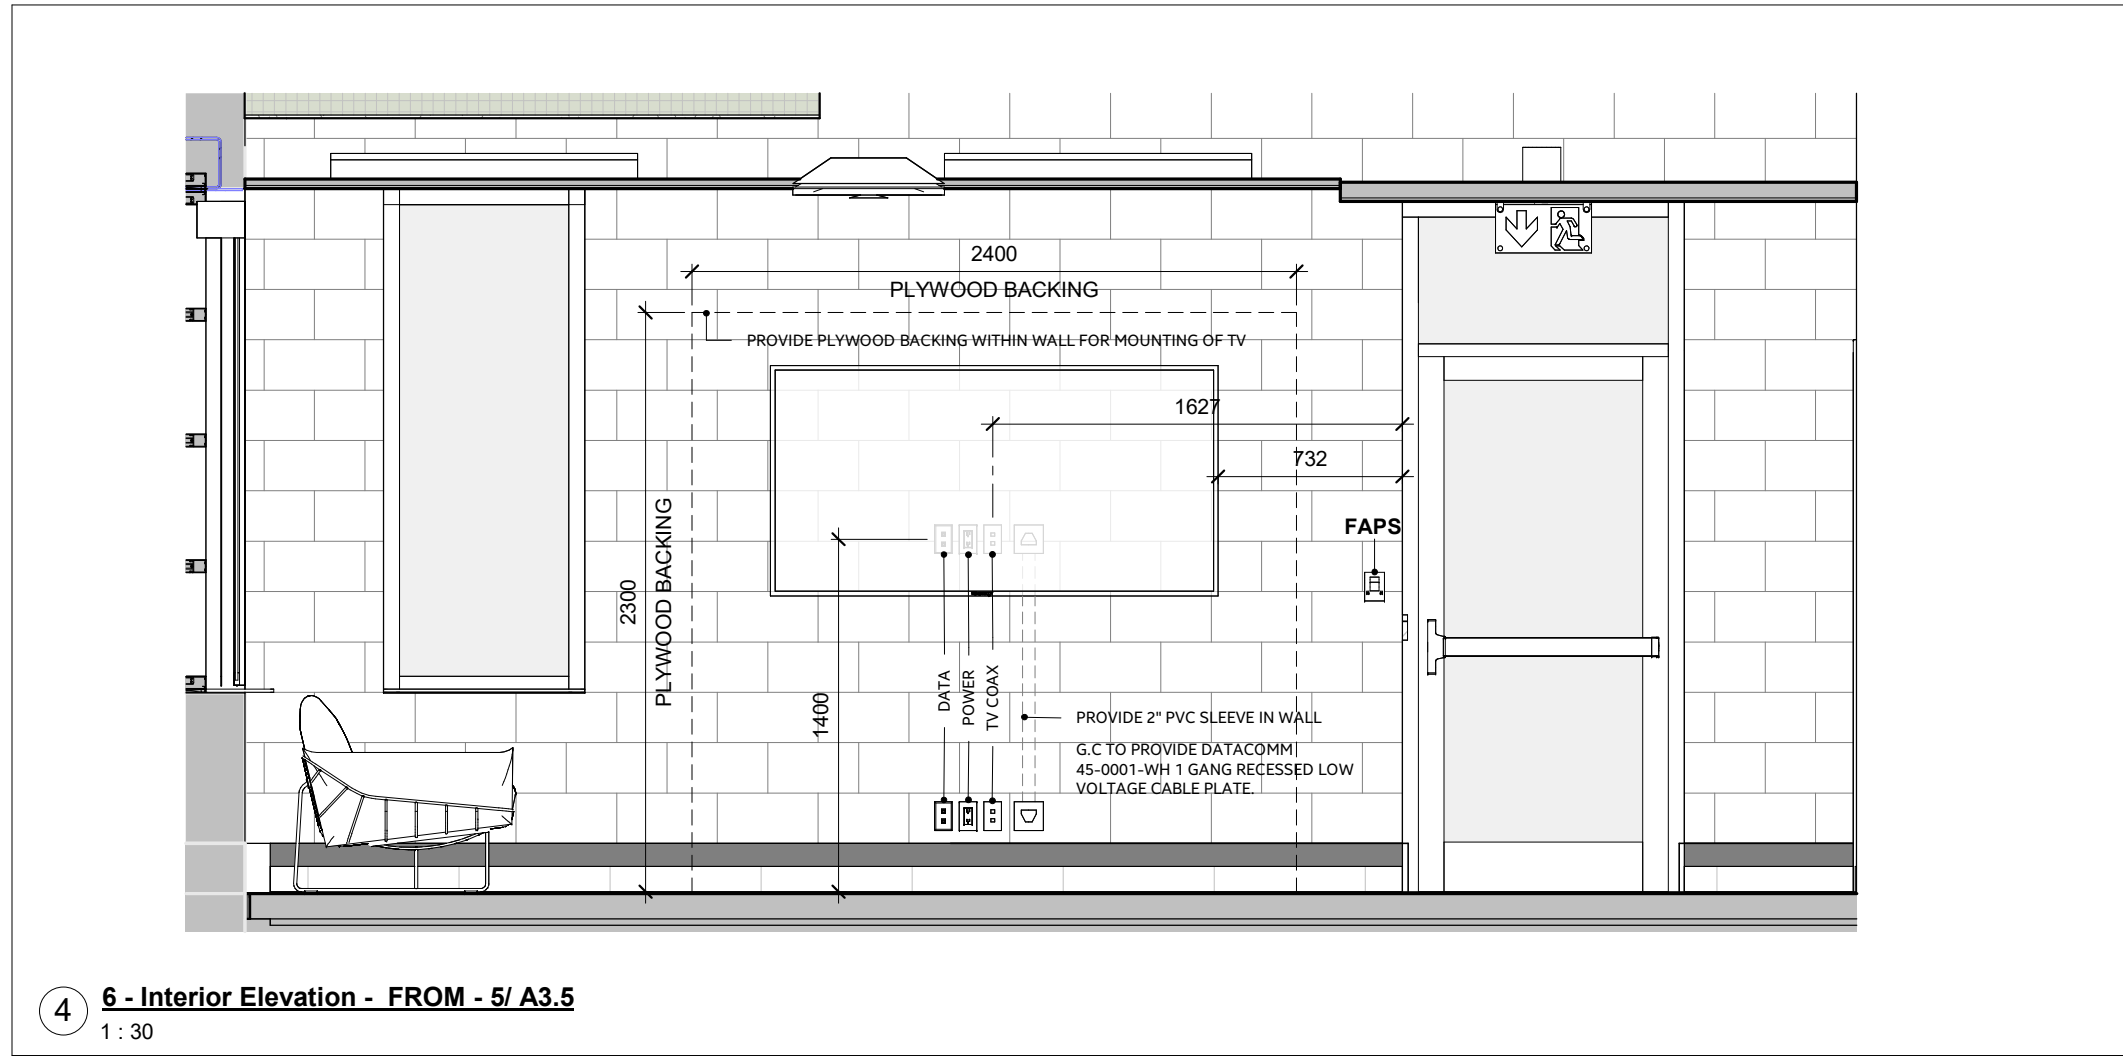 2400
PLYWOOD BACKING
PROVIDE PLYWOOD BACKING WITHIN WALL FOR MOUNTING OF TV
1627
732
FAPS
PLYWOOD BACKING
2300
1400
DATA
POWER
TV COAX
PROVIDE 2" PVC SLEEVE IN WALL
G.C TO PROVIDE DATACOMM
45-0001-WH 1 GANG RECESSED LOW
VOLTAGE CABLE PLATE.
4
6 - Interior Elevation - FROM - 5/ A3.5
1 : 30